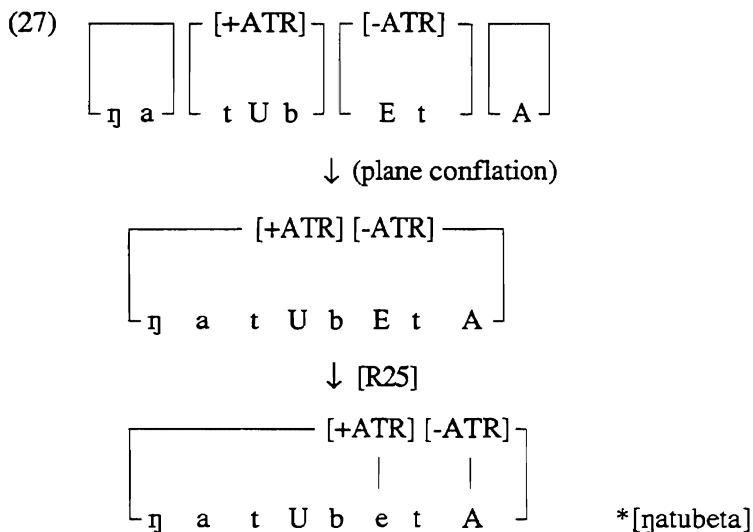 (27) [+ATR] [-ATR]
ŋ a t U b E t A
↓ (plane conflation)
[+ATR] [-ATR]
ŋ a t U b E t A
↓ [R25]
[+ATR] [-ATR]
ŋ a t U b e t A *[ŋatubeta]